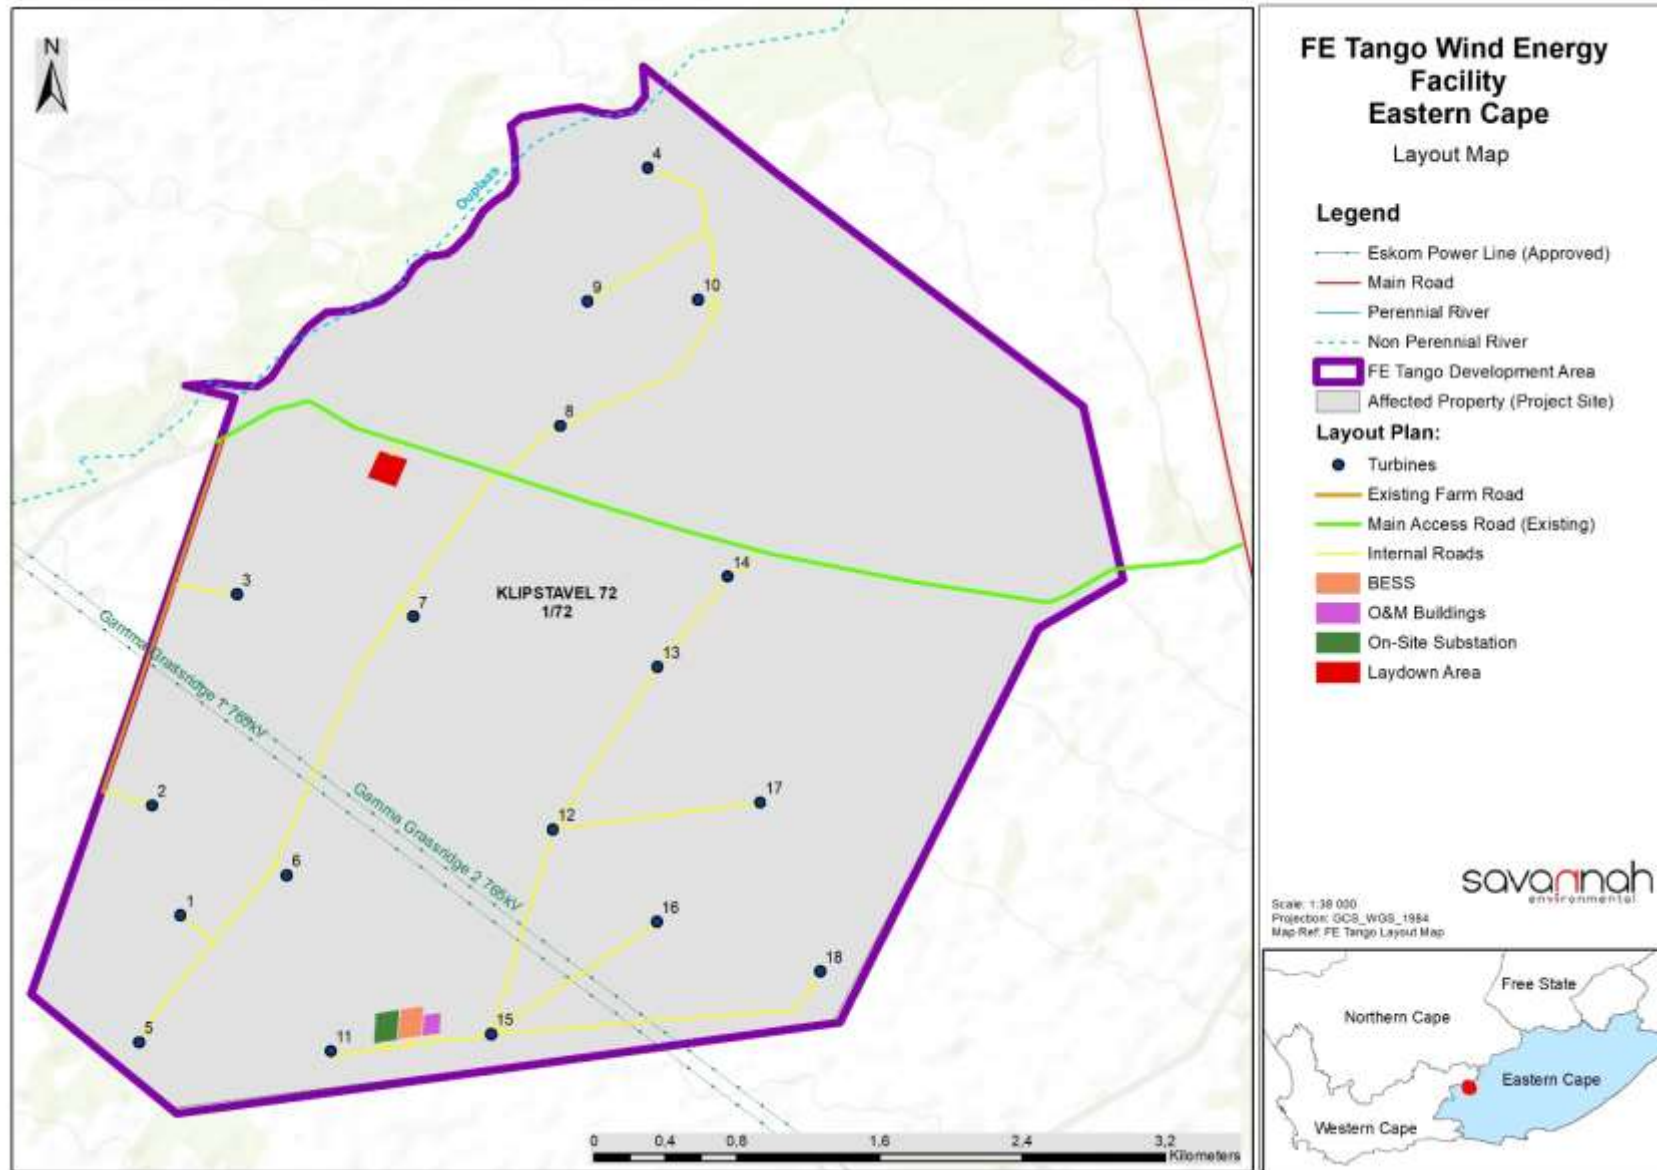 N
Ouplaas
4
9
10
8
3
7
KLIPSTAVEL 72
1/72
14
13
Gamma Grassridge 1 765kV
Gamma Grassridge 2 765kV
2
6
12
17
1
16
18
5
11
15
0 0,4 0,8 1,6 2,4 3,2
Kilometers
FE Tango Wind Energy
Facility
Eastern Cape
Layout Map
Legend
Eskom Power Line (Approved)
Main Road
Perennial River
Non Perennial River
FE Tango Development Area
Affected Property (Project Site)
Layout Plan:
Turbines
Existing Farm Road
Main Access Road (Existing)
Internal Roads
BESS
O&M Buildings
On-Site Substation
Laydown Area
savannah
environmental
Scale: 1:38 000
Projection: GCS_WGS_1984
Map Ref: FE Tango Layout Map
Free State
Northern Cape
Eastern Cape
Western Cape